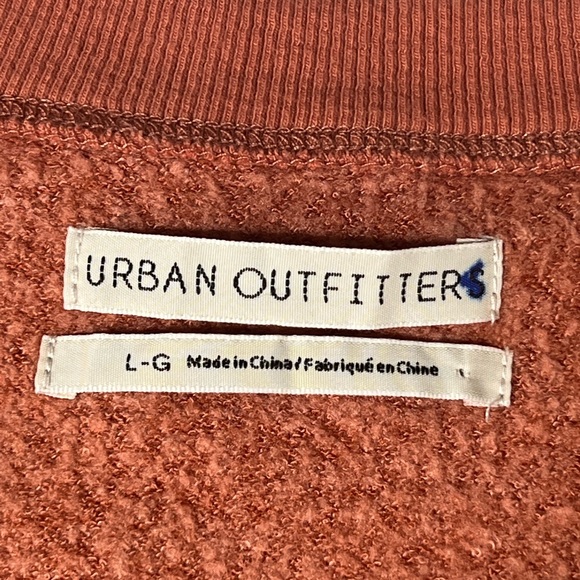 URBAN OUTFITTERS
L-G Made in China / Fabriqué en Chine